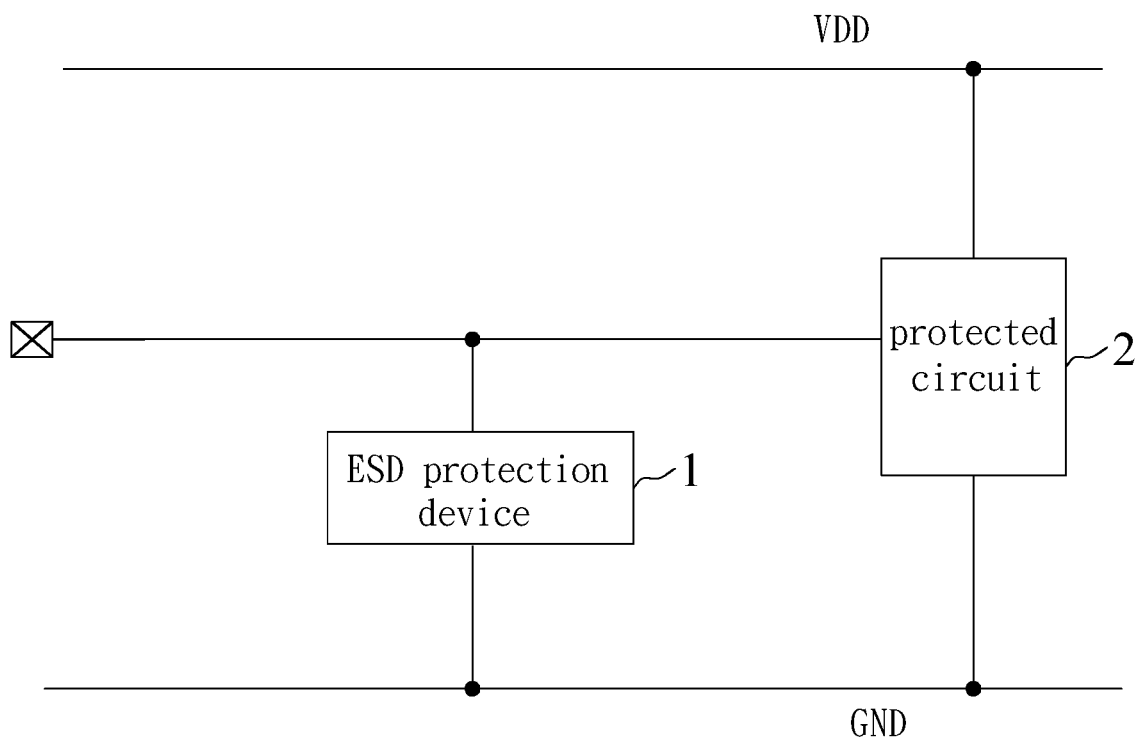 VDD
protected
circuit
2
ESD protection
device
1
GND